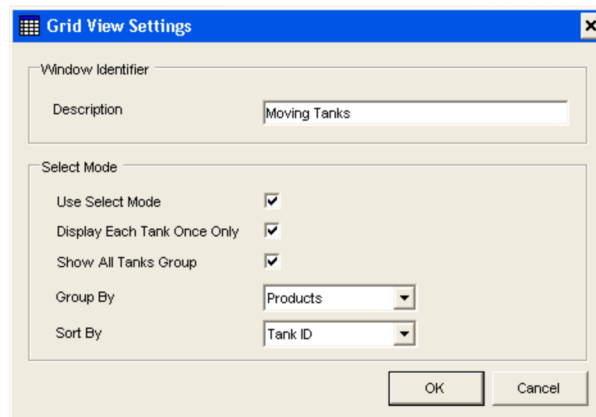 Grid View Settings
Window Identifier
Description Moving Tanks
Select Mode
Use Select Mode
Display Each Tank Once Only
Show All Tanks Group
Group By Products
Sort By Tank ID
OK Cancel